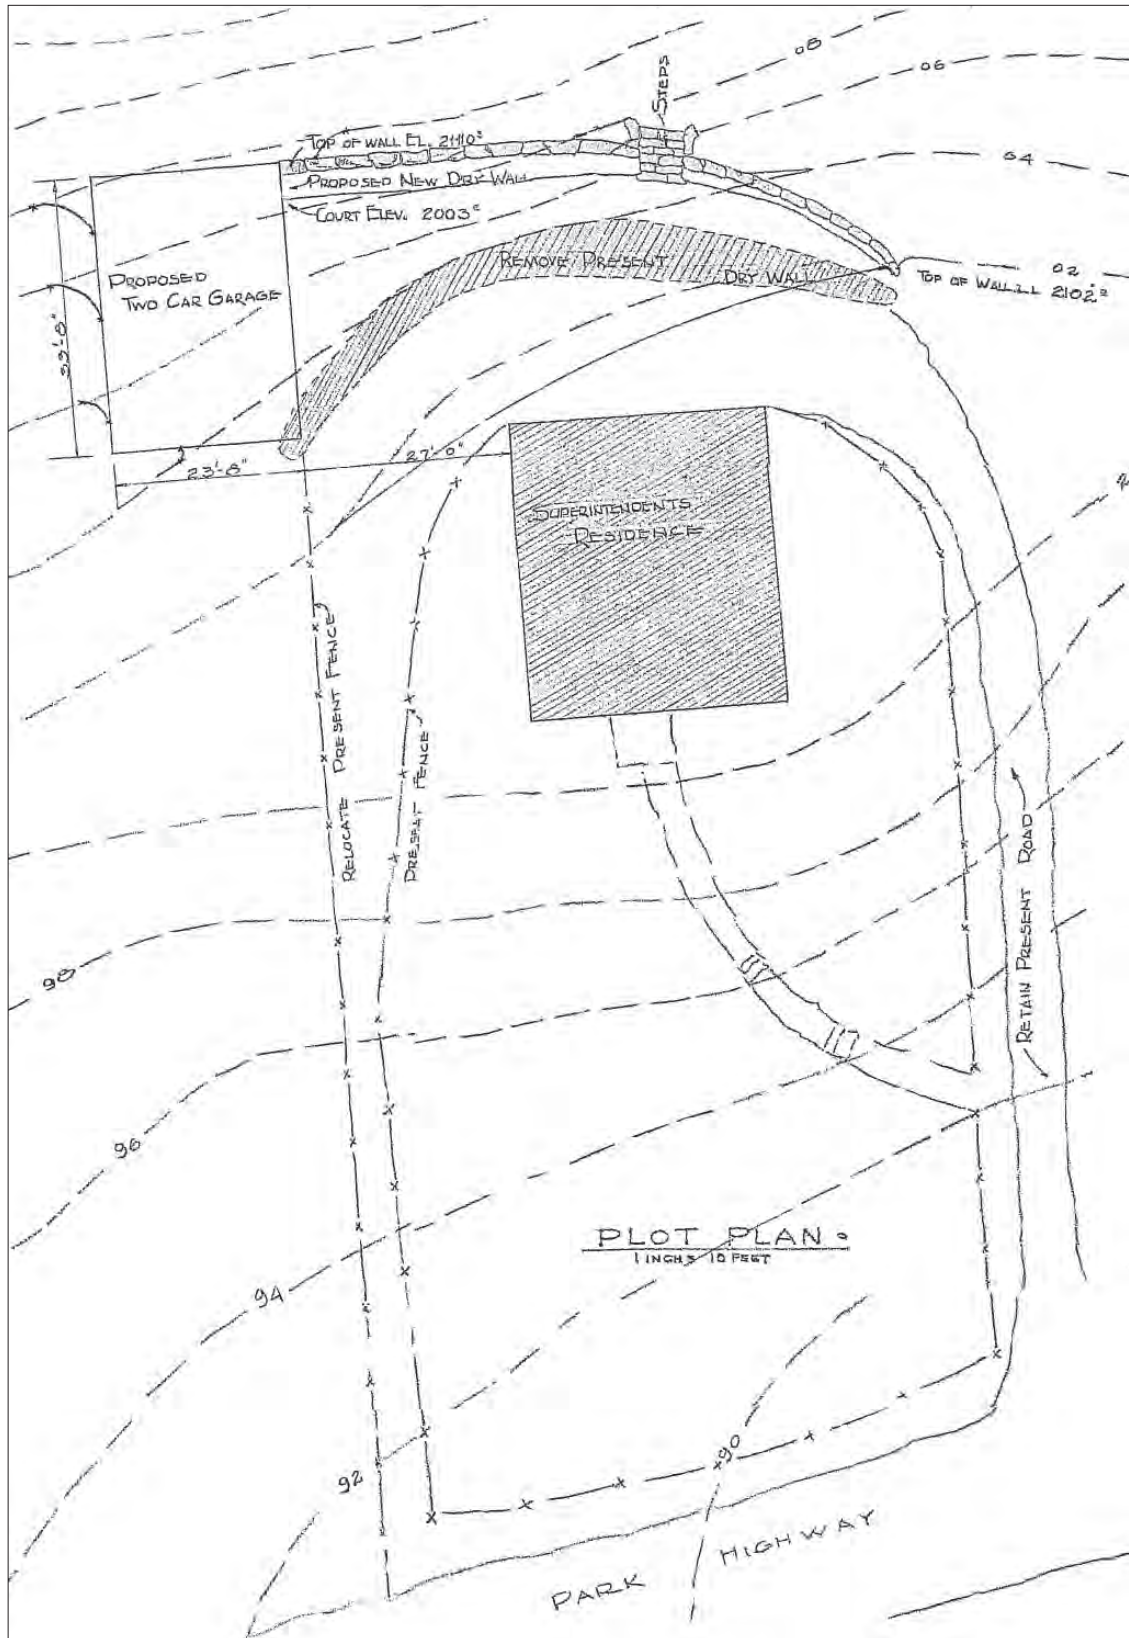 08
06
STEPS
TOP OF WALL EL. 2110
PROPOSED NEW DRY WALL
04
COURT ELEV. 2003
REMOVE PRESENT
DRY WALL
02
TOP OF WALL 2102
PROPOSED
TWO CAR GARAGE
33'-8"
23'-8"
27'-0"
SUPERINTENDENTS
RESIDENCE
RELOCATE PRESENT FENCE
PRESENT FENCE
RETAIN PRESENT ROAD
98
96
94
92
90
PLOT PLAN
1 INCH = 10 FEET
PARK HIGHWAY